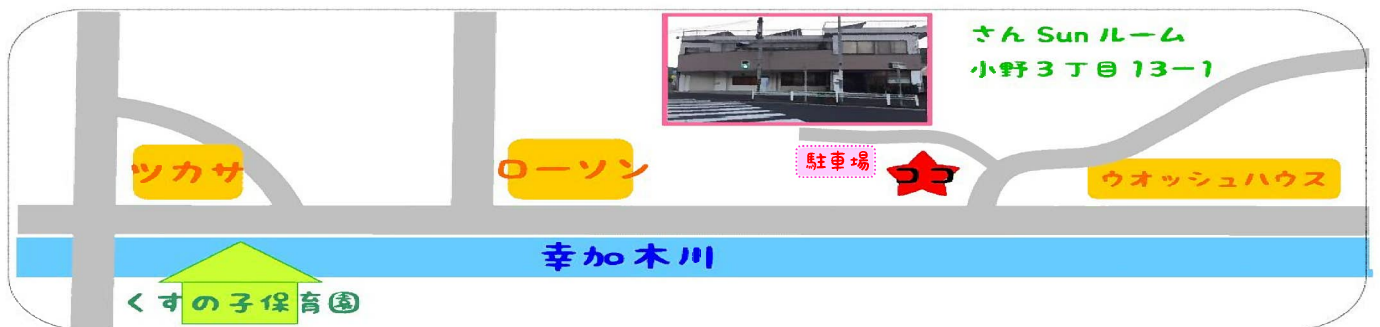 さん Sun ルーム
小野3丁目13-1
ツカサ
ローソン
駐車場
ココ
ウオッシュハウス
幸加木川
くすの子保育園